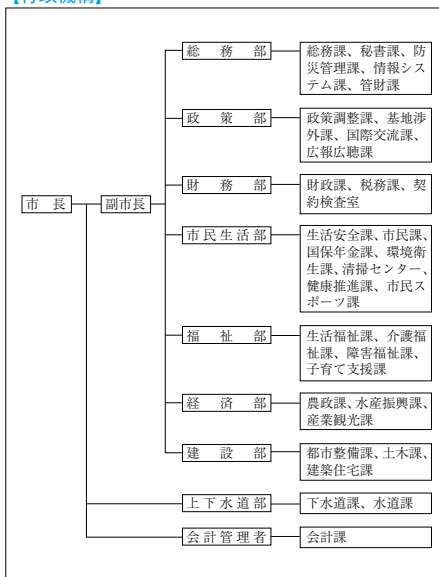 総務部
総務課、秘書課、防
災管理課、情報シス
テム課、管財課
政策部
政策調整課、基地渉
外課、国際交流課、
広報広聴課
市長
副市長
財務部
財政課、税務課、契
約検査室
市民生活部
生活安全課、市民課、
国保年金課、環境衛
生課、清掃センター、
健康推進課、市民ス
ポーツ課
福祉部
生活福祉課、介護福
祉課、障害福祉課、
子育て支援課
経済部
農政課、水産振興課、
産業観光課
建設部
都市整備課、土木課、
建築住宅課
上下水道部
下水道課、水道課
会計管理者
会計課